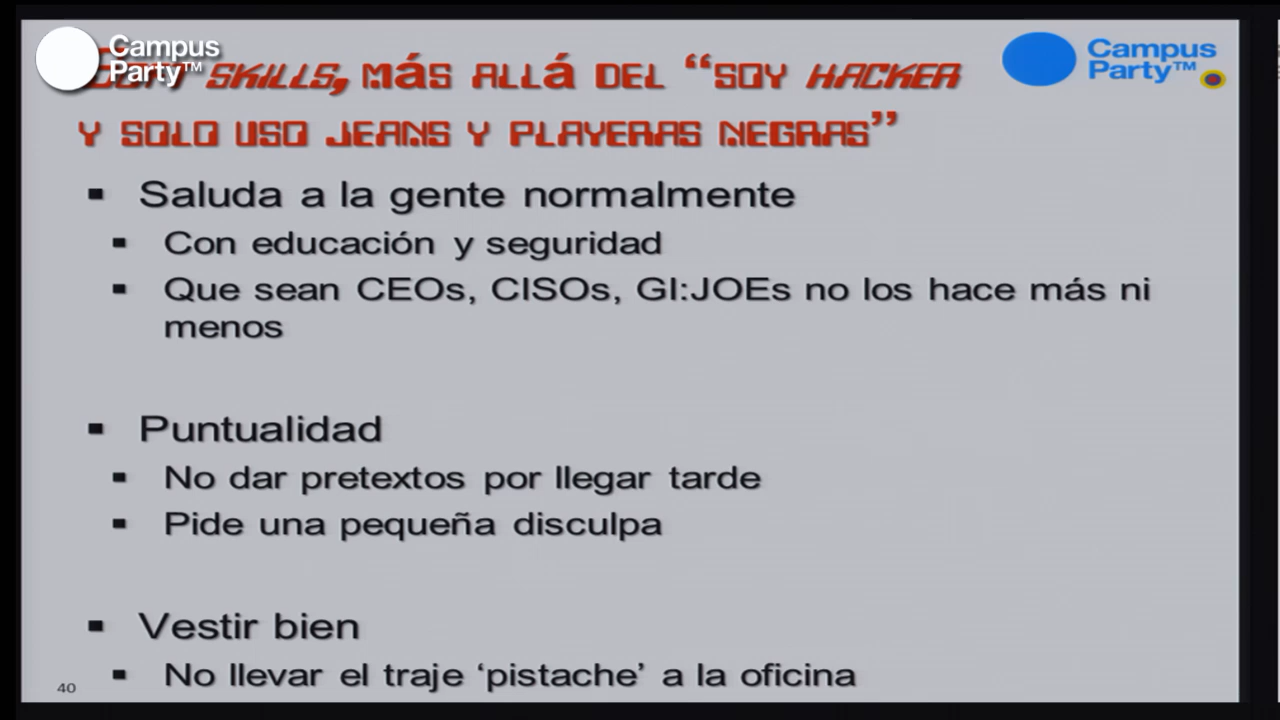 Campus
Party™
Campus
Party™
SKILLS, MÁS ALLÁ DEL “SOY HACKER
Y SOLO USO JEANS Y PLAYERAS NEGRAS”
▪ Saluda a la gente normalmente
▪ Con educación y seguridad
▪ Que sean CEOs, CISOs, GI:JOEs no los hace más ni
menos
▪ Puntualidad
▪ No dar pretextos por llegar tarde
▪ Pide una pequeña disculpa
▪ Vestir bien
▪ No llevar el traje ‘pistache’ a la oficina
40